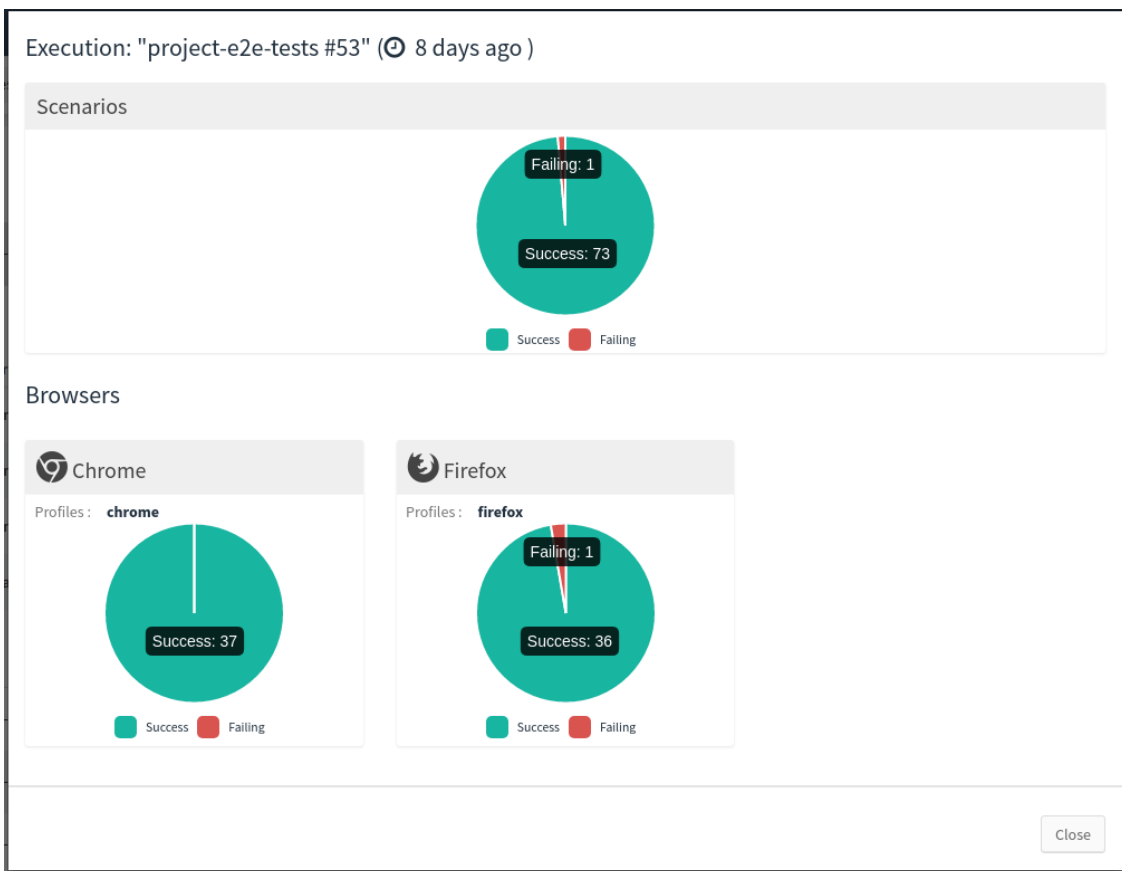 Execution: "project-e2e-tests #53" ( 8 days ago )
Scenarios
Failing: 1
Success: 73
Success Failing
Browsers
Chrome
Profiles : chrome
Success: 37
Success Failing
Firefox
Profiles : firefox
Failing: 1
Success: 36
Success Failing
Close